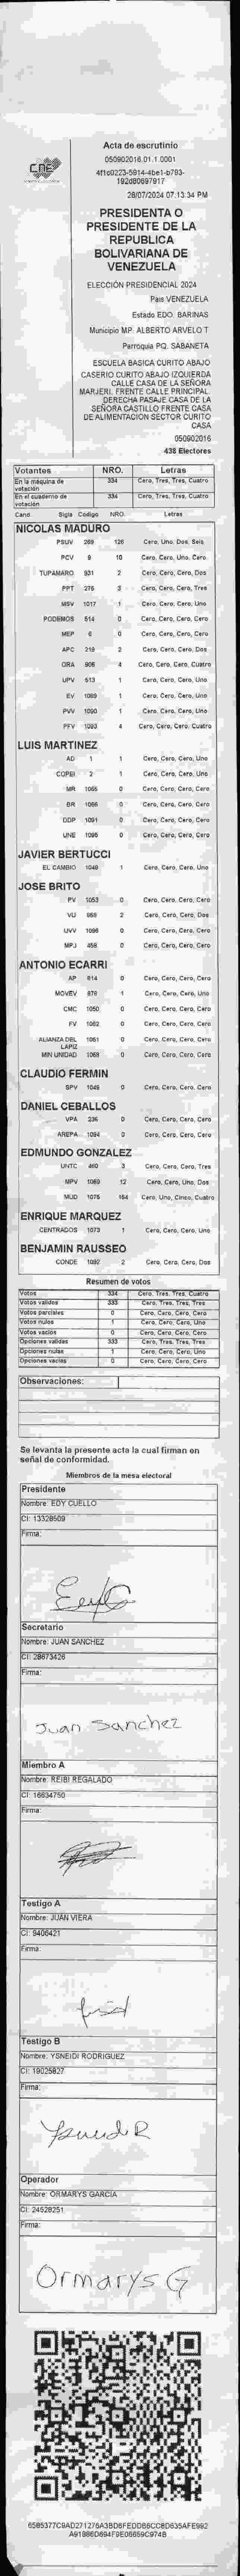 CNE
Acta de escrutinio
050902016.01.1.0001
28/07/2024 07:13:34 PM
PRESIDENTA O
PRESIDENTE DE LA
REPUBLICA
BOLIVARIANA DE
VENEZUELA
ELECCIÓN PRESIDENCIAL 2024
Pais VENEZUELA
Estado EDO. BARINAS
Municipio MP. ALBERTO ARVELO T
Parroquia PQ. SABANETA
ESCUELA BASICA CURITO ABAJO
CASERIO CURITO ABAJO IZQUIERDA
CALLE CASA DE LA SEÑORA
MARJERI. FRENTE CALLE PRINCIPAL.
DERECHA PASAJE CASA DE LA
SEÑORA CASTILLO FRENTE CASA
DE ALIMENTACION SECTOR CURITO
CASA
050902016
438 Electores
Votantes NRO. Letras
En la máquina de votación 334 Cero, Tres, Tres, Cuatro
En el cuaderno de votación 334 Cero, Tres, Tres, Cuatro
Cand. Sigla Codigo NRO. Letras
NICOLAS MADURO
PSUV 269 126 Cero, Uno, Dos, Seis
PCV 9 10 Cero, Cero, Uno, Cero
TUPAMARO 931 2 Cero, Cero, Cero, Dos
PPT 275 3 Cero, Cero, Cero, Tres
MSV 1017 1 Cero, Cero, Cero, Uno
PODEMOS 514 0 Cero, Cero, Cero, Cero
MEP 6 0 Cero, Cero, Cero, Cero
APC 219 2 Cero, Cero, Cero, Dos
ORA 906 4 Cero, Cero, Cero, Cuatro
UPV 513 1 Cero, Cero, Cero, Uno
EV 1069 1 Cero, Cero, Cero, Uno
PVV 1090 1 Cero, Cero, Cero, Uno
PFV 1093 4 Cero, Cero, Cero, Cuatro
LUIS MARTINEZ
AD 1 1 Cero, Cero, Cero, Uno
COPEI 2 1 Cero, Cero, Cero, Uno
MR 1065 0 Cero, Cero, Cero, Cero
BR 1066 0 Cero, Cero, Cero, Cero
DDP 1091 0 Cero, Cero, Cero, Cero
UNE 1095 0 Cero, Cero, Cero, Cero
JAVIER BERTUCCI
EL CAMBIO 1049 1 Cero, Cero, Cero, Uno
JOSE BRITO
PV 1053 0 Cero, Cero, Cero, Cero
VU 969 2 Cero, Cero, Cero, Dos
UVV 1096 0 Cero, Cero, Cero, Cero
MPJ 458 0 Cero, Cero, Cero, Cero
ANTONIO ECARRI
AP 814 0 Cero, Cero, Cero, Cero
MOVEV 879 1 Cero, Cero, Cero, Uno
CMC 1050 0 Cero, Cero, Cero, Cero
FV 1062 0 Cero, Cero, Cero, Cero
ALIANZA DEL LAPIZ 1051 0 Cero, Cero, Cero, Cero
MIN UNIDAD 1068 0 Cero, Cero, Cero, Cero
CLAUDIO FERMIN
SPV 1048 0 Cero, Cero, Cero, Cero
DANIEL CEBALLOS
VPA 236 0 Cero, Cero, Cero, Cero
AREPA 1094 0 Cero, Cero, Cero, Cero
EDMUNDO GONZALEZ
UNTC 460 3 Cero, Cero, Cero, Tres
MPV 1089 12 Cero, Cero, Uno, Dos
MUD 1075 154 Cero, Uno, Cinco, Cuatro
ENRIQUE MARQUEZ
CENTRADOS 1073 1 Cero, Cero, Cero, Uno
BENJAMIN RAUSSEO
CONDE 1092 2 Cero, Cero, Cero, Dos
Resumen de votos
Votos 334 Cero, Tres, Tres, Cuatro
Votos validos 333 Cero, Tres, Tres, Tres
Votos parciales 0 Cero, Cero, Cero, Cero
Votos nulos 1 Cero, Cero, Cero, Uno
Votos vacios 0 Cero, Cero, Cero, Cero
Opciones validas 333 Cero, Tres, Tres, Tres
Opciones nulas 1 Cero, Cero, Cero, Uno
Opciones vacias 0 Cero, Cero, Cero, Cero
Observaciones:
Se levanta la presente acta la cual firman en
señal de conformidad.
Miembros de la mesa electoral
Presidente
Nombre: EDY CUELLO
CI: 13328509
Firma:
Secretario
Nombre: JUAN SANCHEZ
CI: 28673426
Firma:
Juan Sanchez
Miembro A
Nombre: REIBI REGALADO
CI: 16634750
Firma:
Testigo A
Nombre: JUAN VIERA
CI: 9406421
Firma:
Testigo B
Nombre: YSNEIDI RODRIGUEZ
CI: 19025827
Firma:
Operador
Nombre: ORMARYS GARCIA
CI: 24528251
Firma:
Ormarys G